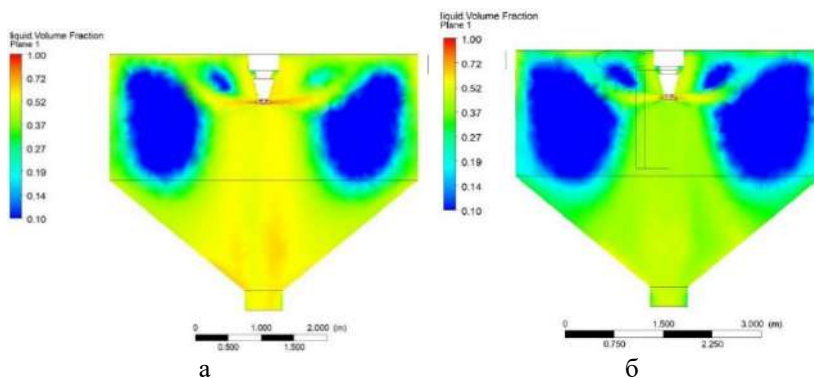 liquid.Volume Fraction
Plane 1
1.00
0.72
0.52
0.37
0.27
0.19
0.14
0.10
0 1.000 2.000 (m)
0.500 1.500
а
liquid.Volume Fraction
Plane 1
1.00
0.72
0.52
0.37
0.27
0.19
0.14
0.10
0 1.500 3.000 (m)
0.750 2.250
б